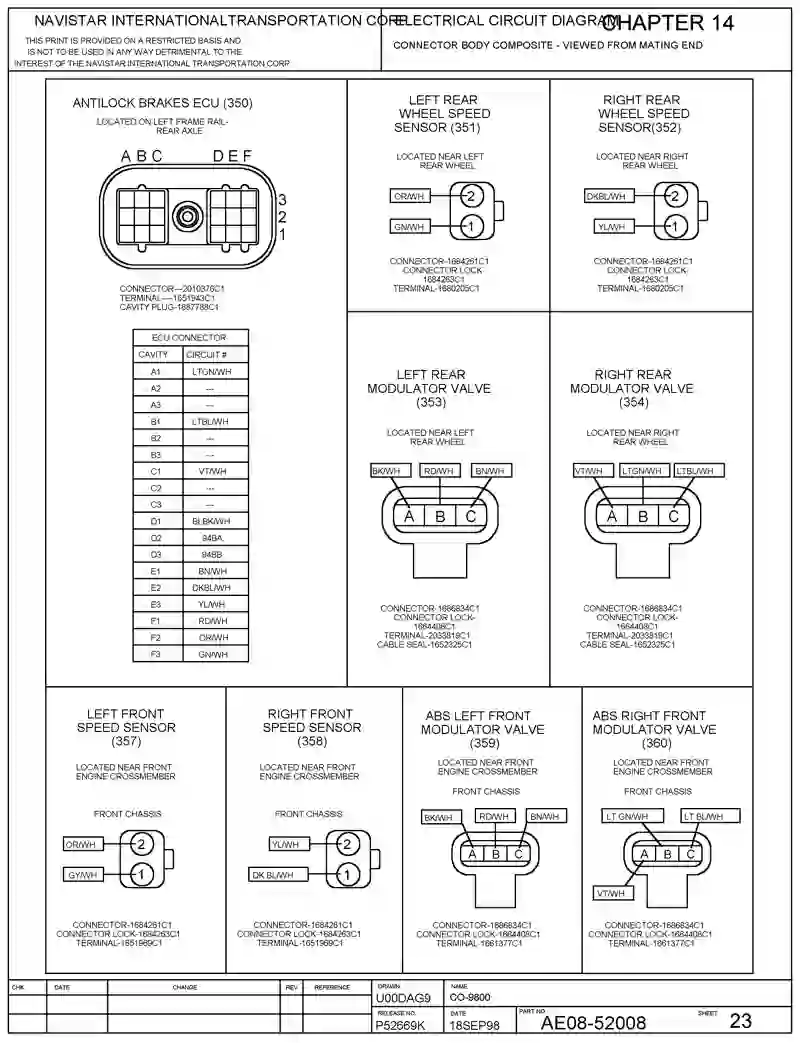 NAVISTAR INTERNATIONALTRANSPORTATION CORP
ELECTRICAL CIRCUIT DIAGRAM
CHAPTER 14
THIS PRINT IS PROVIDED ON A RESTRICTED BASIS AND
IS NOT TO BE USED IN ANY WAY DETRIMENTAL TO THE
INTEREST OF THE NAVISTAR INTERNATIONAL TRANSPORTATION CORP
CONNECTOR BODY COMPOSITE - VIEWED FROM MATING END
ANTILOCK BRAKES ECU (350)
LOCATED ON LEFT FRAME RAIL-
REAR AXLE
A B C D E F
3
2
1
CONNECTOR—2010376C1
TERMINAL—1651943C1
CAVITY PLUG-1687788C1
ECU CONNECTOR
CAVITY CIRCUIT #
A1 LTGN/WH
A2 ---
A3 ---
B1 LTBL/WH
B2 ---
B3 ---
C1 VT/WH
C2 ---
C3 ---
D1 BLBK/WH
D2 94BA
D3 94BB
E1 BN/WH
E2 DKBL/WH
E3 YL/WH
F1 RD/WH
F2 OR/WH
F3 GN/WH
LEFT REAR
WHEEL SPEED
SENSOR (351)
LOCATED NEAR LEFT
REAR WHEEL
OR/WH 2
GN/WH 1
CONNECTOR-1684261C1
CONNECTOR LOCK-
1684263C1
TERMINAL-1680205C1
RIGHT REAR
WHEEL SPEED
SENSOR(352)
LOCATED NEAR RIGHT
REAR WHEEL
DKBL/WH 2
YL/WH 1
CONNECTOR-1684261C1
CONNECTOR LOCK-
1684263C1
TERMINAL-1680205C1
LEFT REAR
MODULATOR VALVE
(353)
LOCATED NEAR LEFT
REAR WHEEL
BK/WH RD/WH BN/WH
A B C
CONNECTOR-1686834C1
CONNECTOR LOCK-
1664408C1
TERMINAL-2033819C1
CABLE SEAL-1652325C1
RIGHT REAR
MODULATOR VALVE
(354)
LOCATED NEAR RIGHT
REAR WHEEL
VT/WH LTGN/WH LTBL/WH
A B C
CONNECTOR-1686834C1
CONNECTOR LOCK-
1664408C1
TERMINAL-2033819C1
CABLE SEAL-1652325C1
LEFT FRONT
SPEED SENSOR
(357)
LOCATED NEAR FRONT
ENGINE CROSSMEMBER
FRONT CHASSIS
OR/WH 2
GY/WH 1
CONNECTOR-1684261C1
CONNECTOR LOCK-1684263C1
TERMINAL-1651969C1
RIGHT FRONT
SPEED SENSOR
(358)
LOCATED NEAR FRONT
ENGINE CROSSMEMBER
FRONT CHASSIS
YL/WH 2
DK BL/WH 1
CONNECTOR-1684261C1
CONNECTOR LOCK-1684263C1
TERMINAL-1651969C1
ABS LEFT FRONT
MODULATOR VALVE
(359)
LOCATED NEAR FRONT
ENGINE CROSSMEMBER
FRONT CHASSIS
BK/WH RD/WH BN/WH
A B C
CONNECTOR-1686834C1
CONNECTOR LOCK-1664408C1
TERMINAL-1661377C1
ABS RIGHT FRONT
MODULATOR VALVE
(360)
LOCATED NEAR FRONT
ENGINE CROSSMEMBER
FRONT CHASSIS
LT GN/WH LT BL/WH
A B C
VT/WH
CONNECTOR-1686834C1
CONNECTOR LOCK-1664408C1
TERMINAL-1661377C1
CHK DATE CHANGE REV REFERENCE
DRAWN
U00DAG9
NAME
CO-9800
RELEASE NO.
P52669K
DATE
18SEP98
PART NO.
AE08-52008
SHEET 23